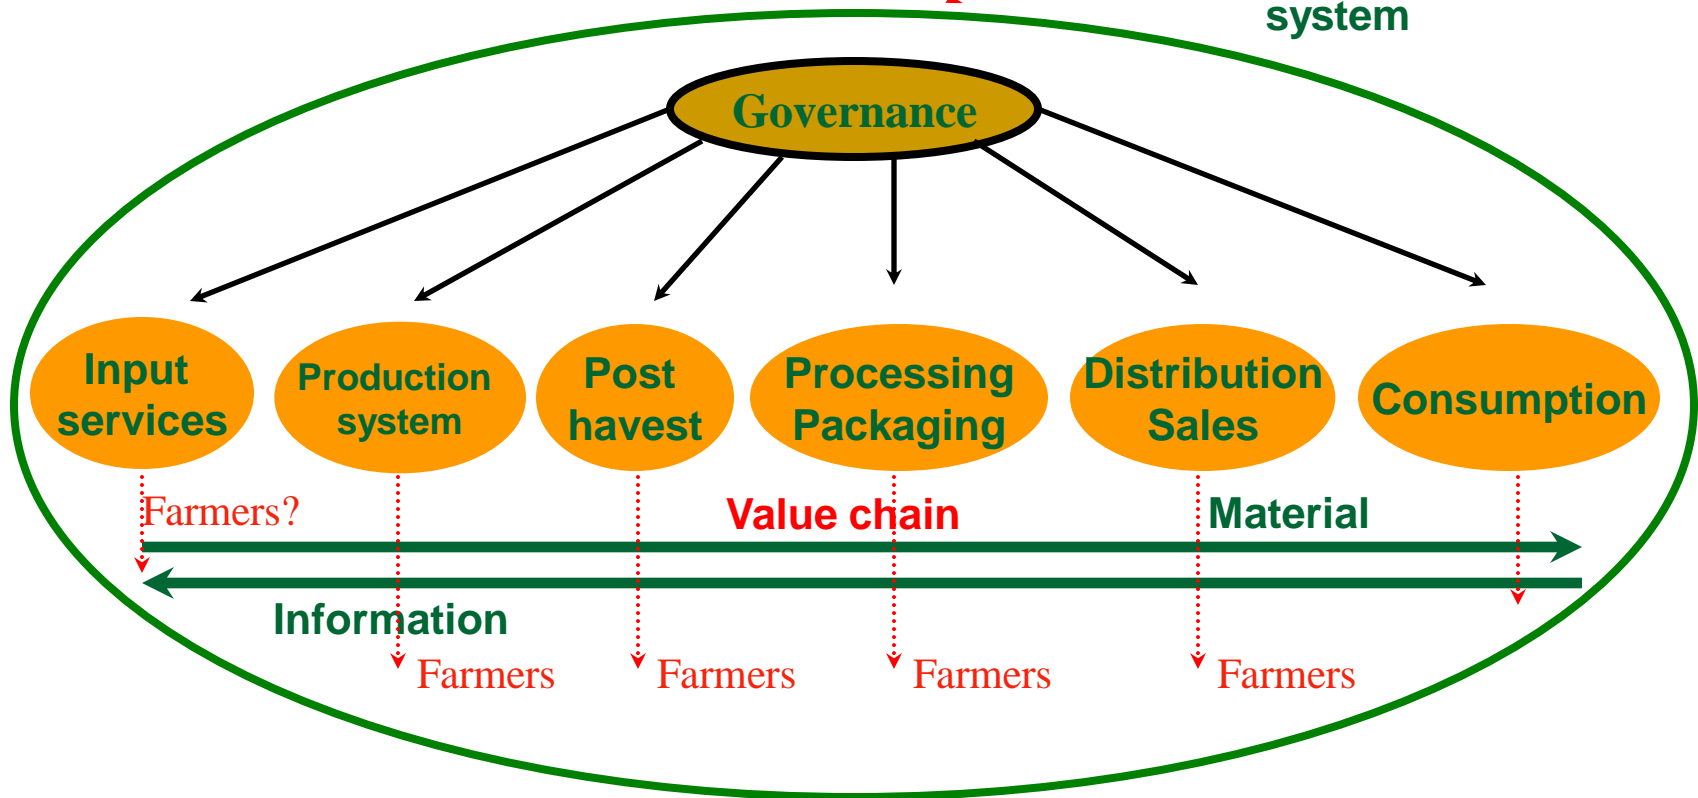 system
Governance
Input
services
Production
system
Post
havest
Processing
Packaging
Distribution
Sales
Consumption
Farmers?
Value chain
Material
Information
Farmers
Farmers
Farmers
Farmers